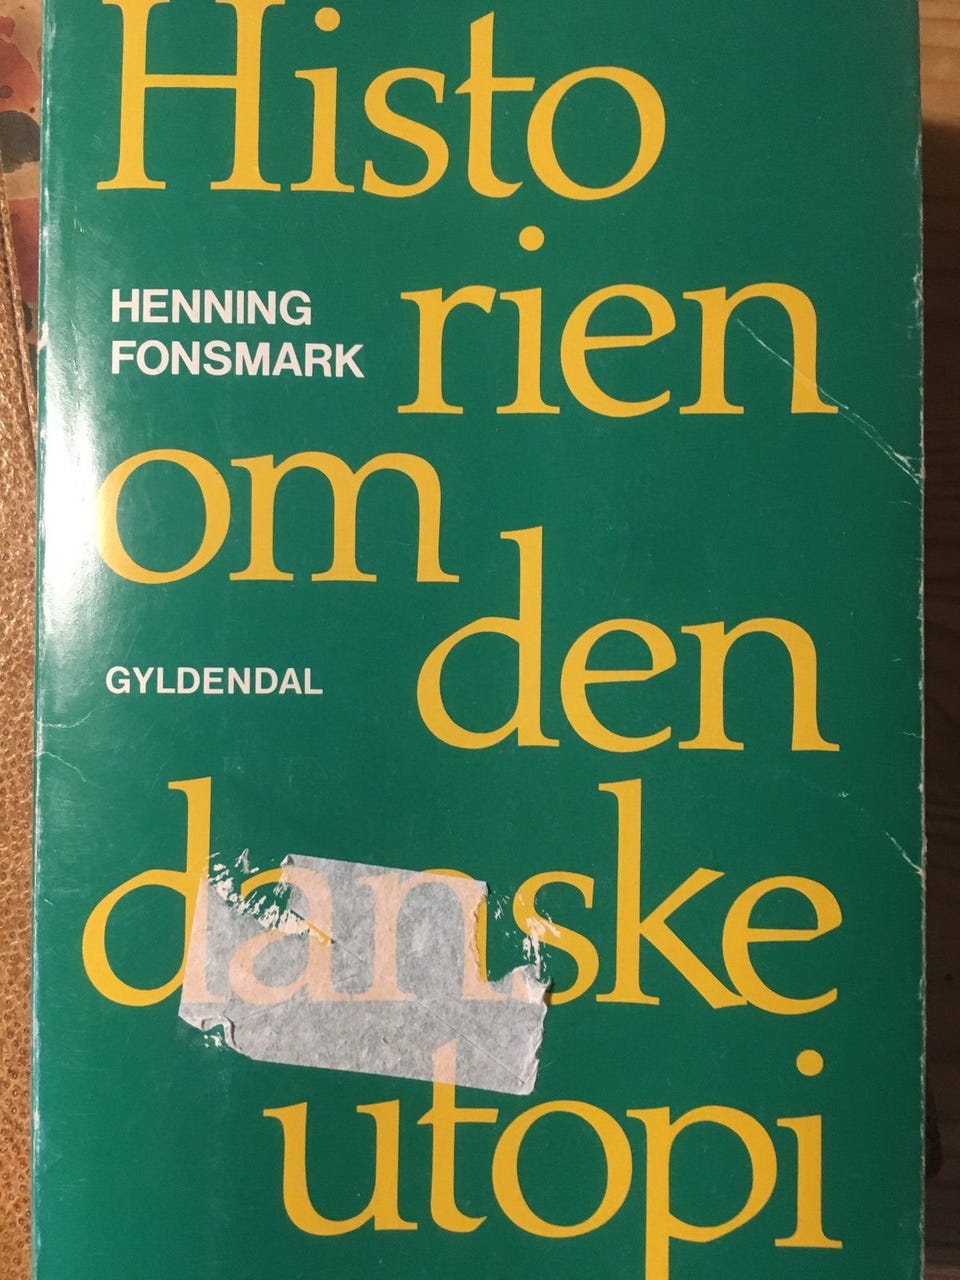 Histo
rien
HENNING
FONSMARK
om
den
GYLDENDAL
danske
utopi